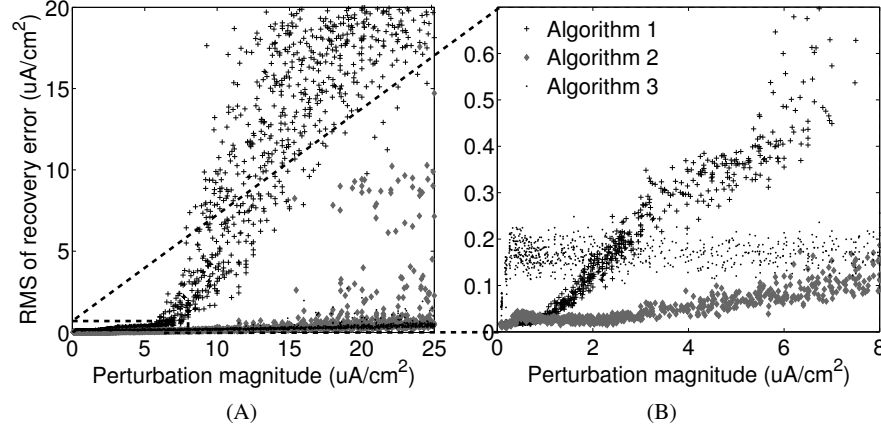 RMS of recovery error (uA/cm²)
20
15
10
5
0
0 5 10 15 20 25
Perturbation magnitude (uA/cm²)
(A)
Algorithm 1
Algorithm 2
Algorithm 3
0.6
0.5
0.4
0.3
0.2
0.1
0
0 2 4 6 8
Perturbation magnitude (uA/cm²)
(B)